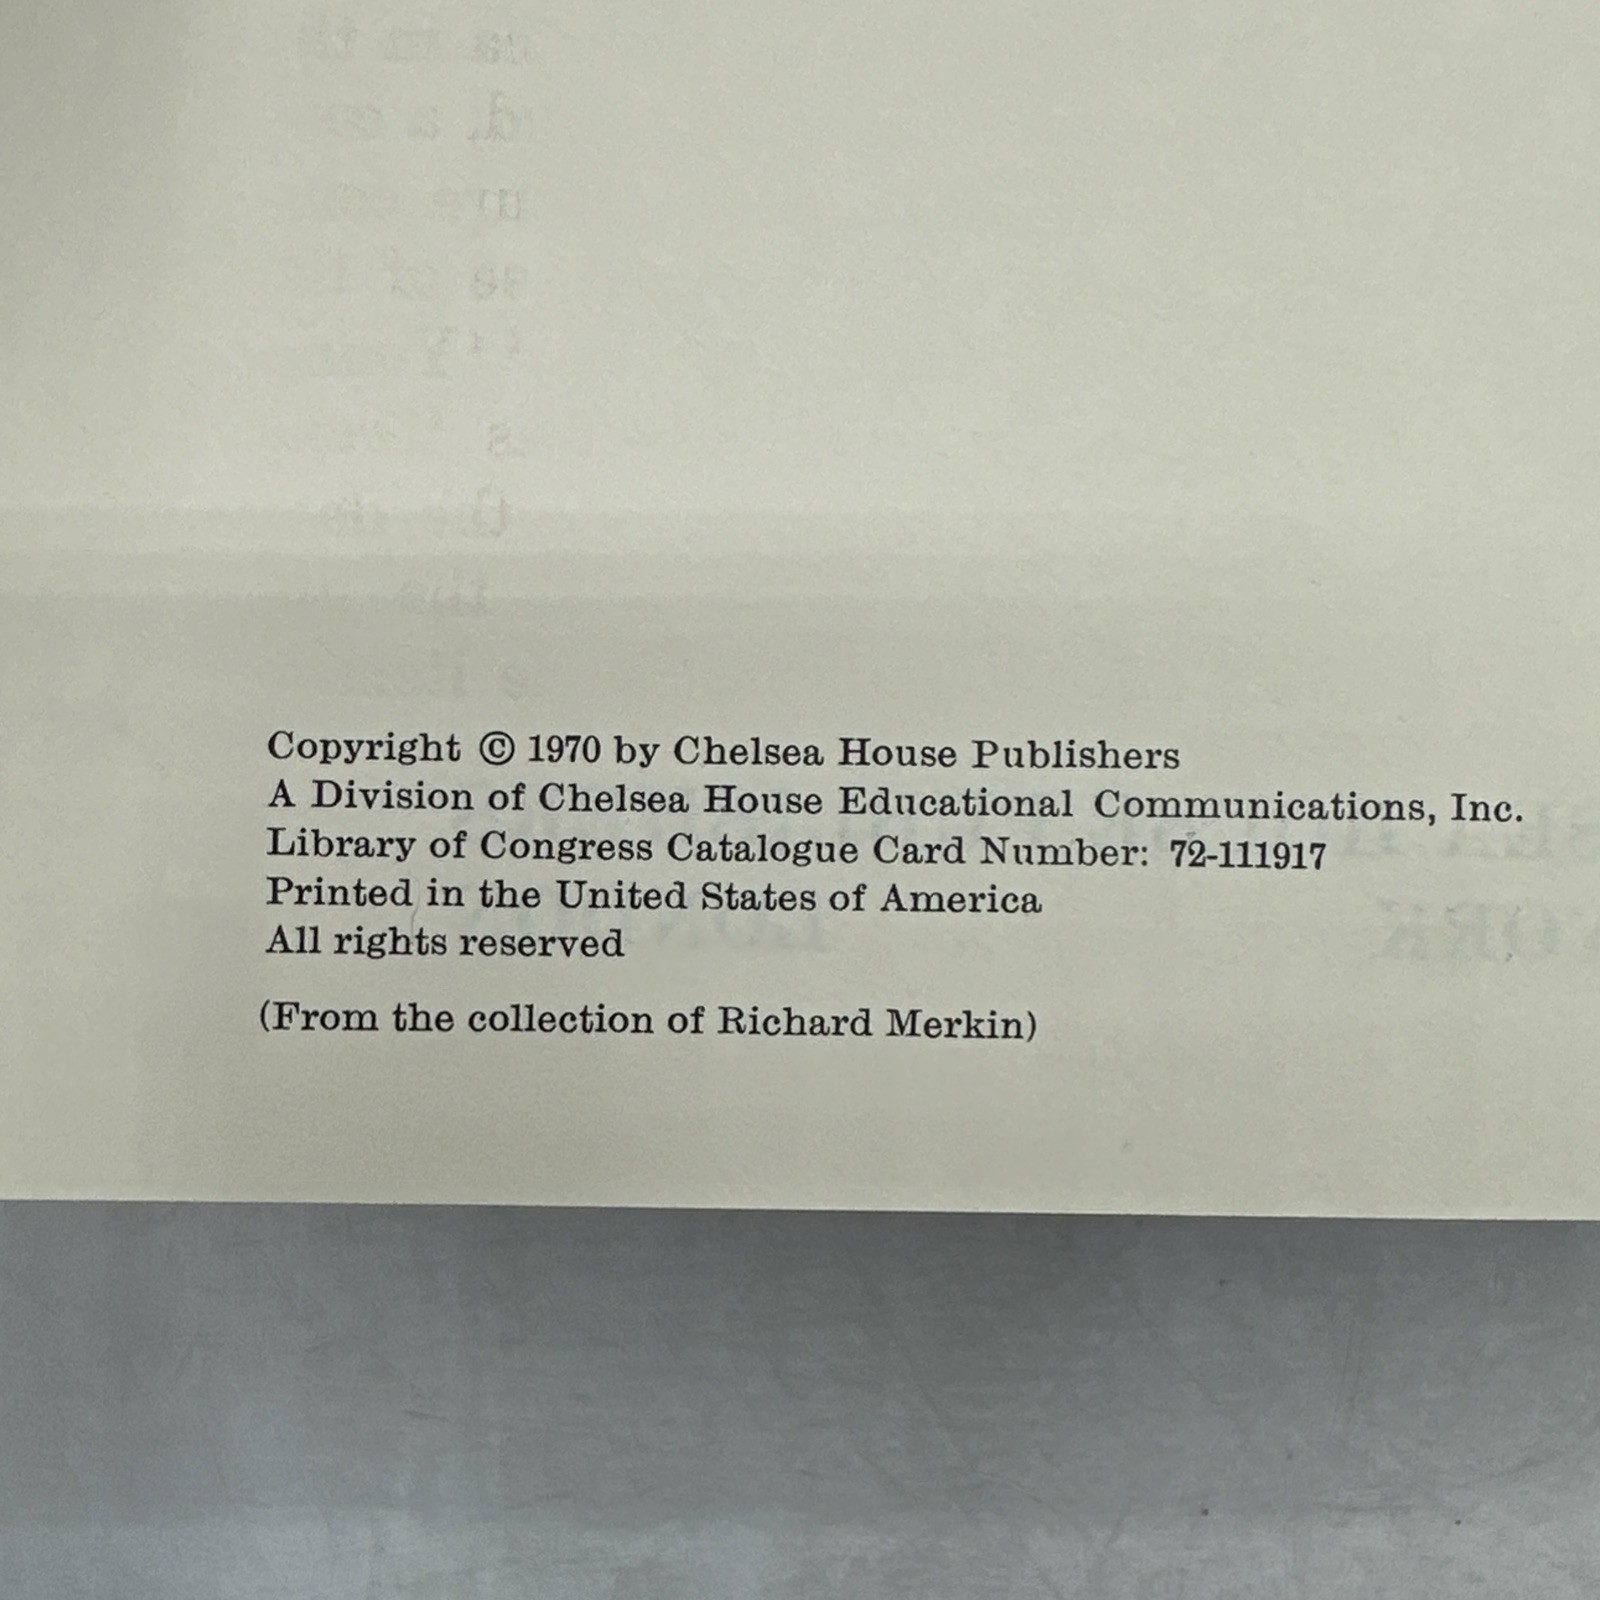 Copyright © 1970 by Chelsea House Publishers
A Division of Chelsea House Educational Communications, Inc.
Library of Congress Catalogue Card Number: 72-111917
Printed in the United States of America
All rights reserved
(From the collection of Richard Merkin)